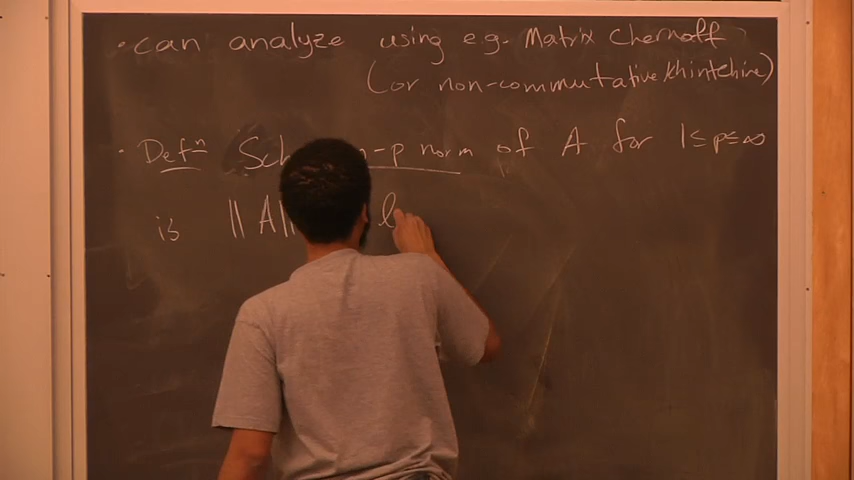 · can analyze using e.g. Matrix Chernoff
(or non-commutative Khintchine)
· Defⁿ Sch n-p norm of A for 1≤p≤∞
is ||A|| ℓ